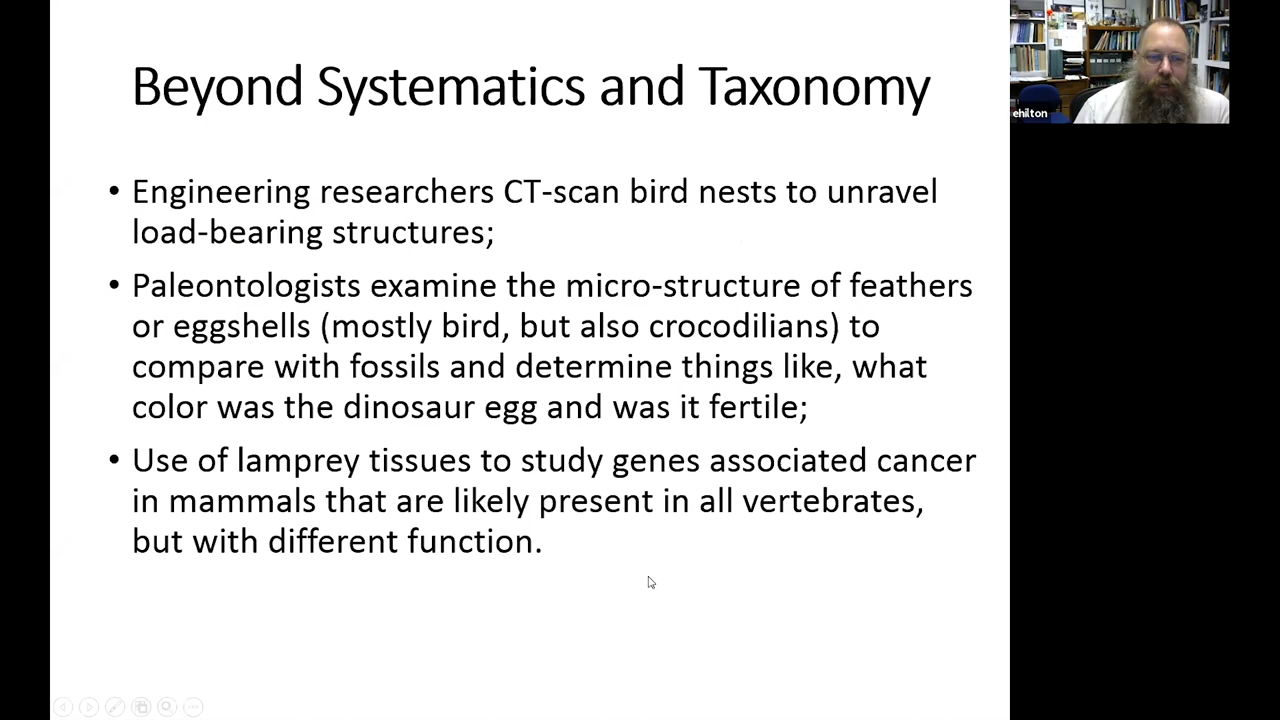 Beyond Systematics and Taxonomy
• Engineering researchers CT-scan bird nests to unravel
load-bearing structures;
• Paleontologists examine the micro-structure of feathers
or eggshells (mostly bird, but also crocodilians) to
compare with fossils and determine things like, what
color was the dinosaur egg and was it fertile;
• Use of lamprey tissues to study genes associated cancer
in mammals that are likely present in all vertebrates,
but with different function.
ehilton